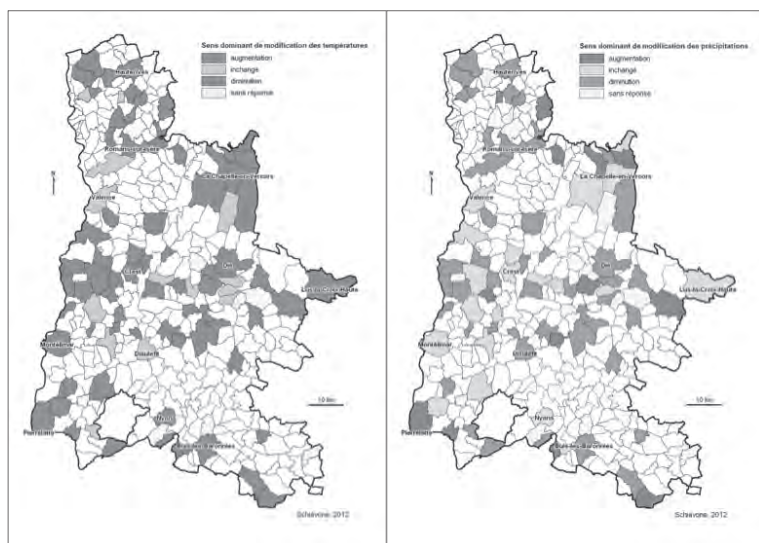 Sens dominant de modification des températures
augmentation
inchangé
diminution
sans réponse
Hauterives
Romans-sur-Isère
La Chapelle-en-Vercors
N
Valence
Crest
Die
Lus-la-Croix-Haute
Montélimar
Dieulefit
10 km
Nyons
Pierrelatte
Buis-les-Baronnies
Schiavone, 2012
Sens dominant de modification des précipitations
augmentation
inchangé
diminution
sans réponse
Hauterives
Romans-sur-Isère
La Chapelle-en-Vercors
N
Valence
Crest
Die
Lus-la-Croix-Haute
Montélimar
Dieulefit
10 km
Nyons
Pierrelatte
Buis-les-Baronnies
Schiavone, 2012